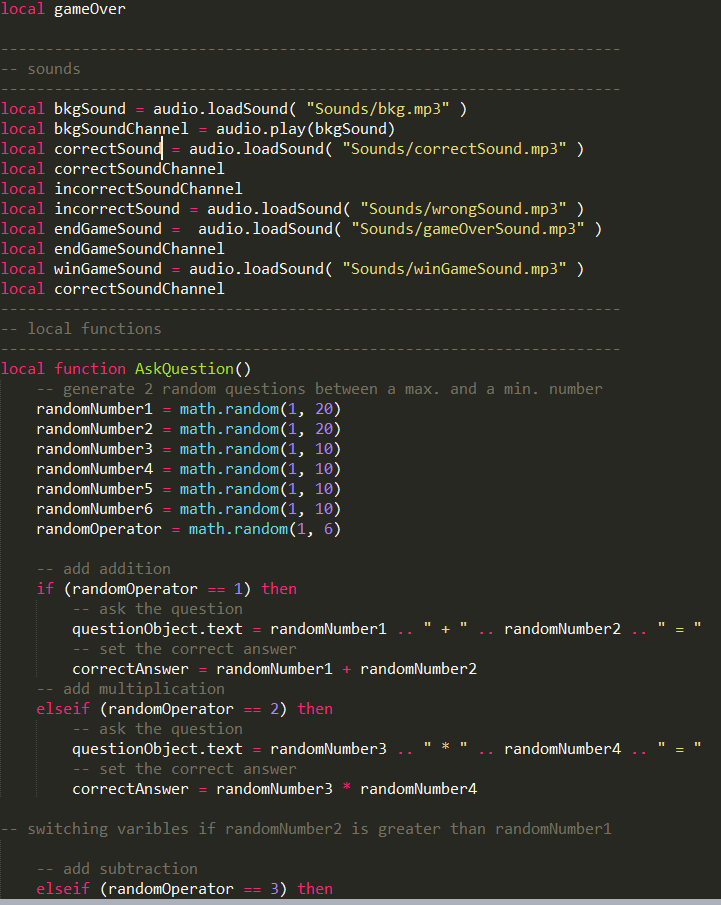 local gameOver
---------------------------------------------------------------------
-- sounds
---------------------------------------------------------------------
local bkgSound = audio.loadSound( "Sounds/bkg.mp3" )
local bkgSoundChannel = audio.play(bkgSound)
local correctSound = audio.loadSound( "Sounds/correctSound.mp3" )
local correctSoundChannel
local incorrectSoundChannel
local incorrectSound = audio.loadSound( "Sounds/wrongSound.mp3" )
local endGameSound =  audio.loadSound( "Sounds/gameOverSound.mp3" )
local endGameSoundChannel
local winGameSound = audio.loadSound( "Sounds/winGameSound.mp3" )
local correctSoundChannel
---------------------------------------------------------------------
-- local functions
---------------------------------------------------------------------
local function AskQuestion()
    -- generate 2 random questions between a max. and a min. number
    randomNumber1 = math.random(1, 20)
    randomNumber2 = math.random(1, 20)
    randomNumber3 = math.random(1, 10)
    randomNumber4 = math.random(1, 10)
    randomNumber5 = math.random(1, 10)
    randomNumber6 = math.random(1, 10)
    randomOperator = math.random(1, 6)
    -- add addition
    if (randomOperator == 1) then
        -- ask the question
        questionObject.text = randomNumber1 .. " + " .. randomNumber2 .. " = "
        -- set the correct answer
        correctAnswer = randomNumber1 + randomNumber2
    -- add multiplication
    elseif (randomOperator == 2) then
        -- ask the question
        questionObject.text = randomNumber3 .. " * " .. randomNumber4 .. " = "
        -- set the correct answer
        correctAnswer = randomNumber3 * randomNumber4
-- switching varibles if randomNumber2 is greater than randomNumber1
    -- add subtraction
    elseif (randomOperator == 3) then